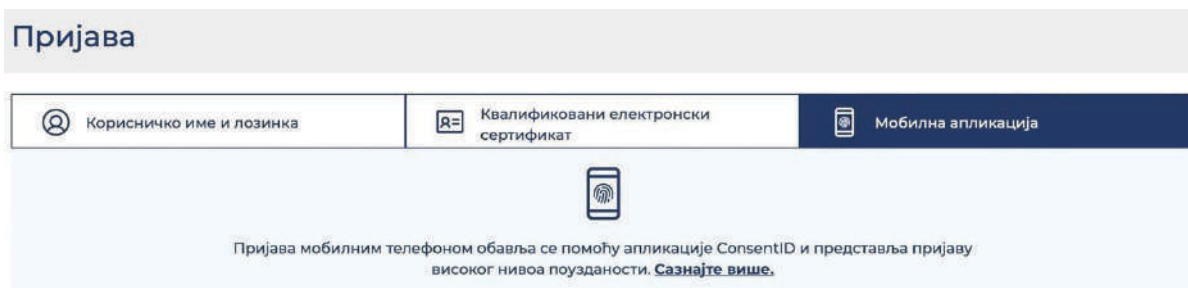 Пријава
Корисничко име и лозинка
Квалификовани електронски
сертификат
Мобилна апликација
Пријава мобилним телефоном обавља се помоћу апликације ConsentID и представља пријаву
високог нивоа поузданости. Сазнајте више.